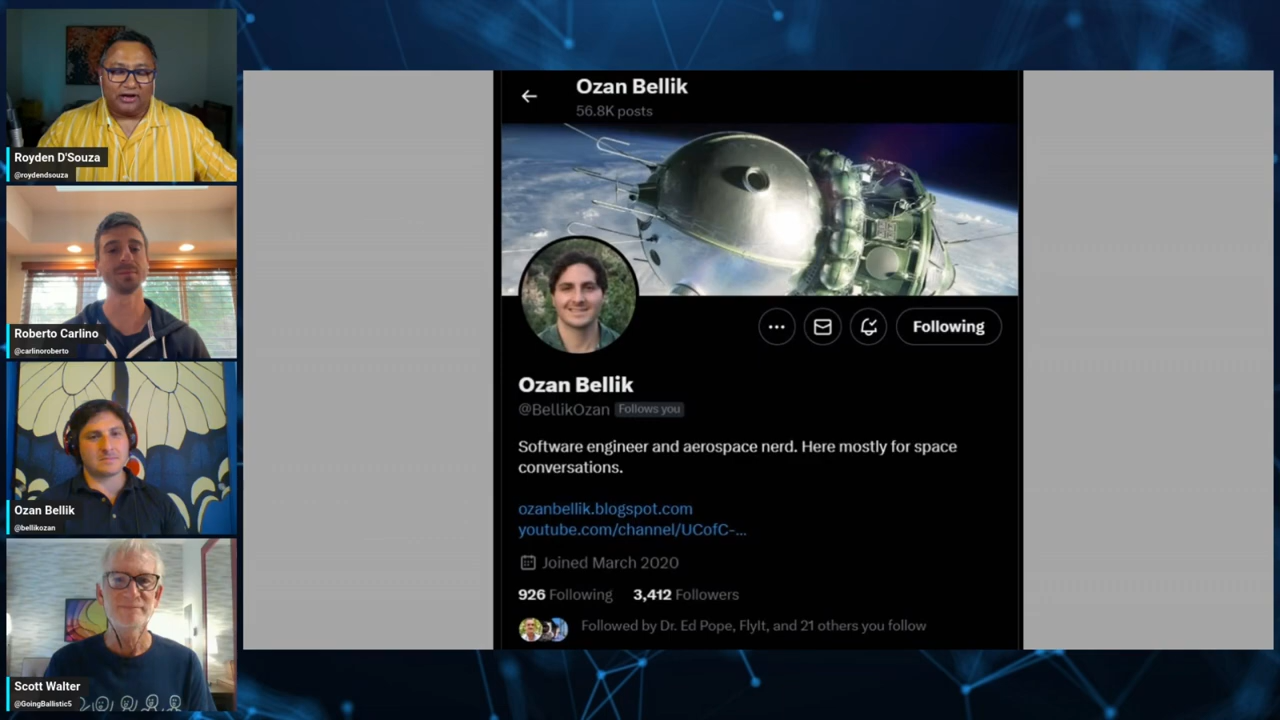 Royden D'Souza
@roydendsouza
Roberto Carlino
@carlinoroberto
Ozan Bellik
@bellikozan
Scott Walter
@GoingBallistic5
Ozan Bellik
56.8K posts
Following
Ozan Bellik
@BellikOzan Follows you
Software engineer and aerospace nerd. Here mostly for space
conversations.
ozanbellik.blogspot.com
youtube.com/channel/UCofC-...
Joined March 2020
926 Following 3,412 Followers
Followed by Dr. Ed Pope, FlyIt, and 21 others you follow